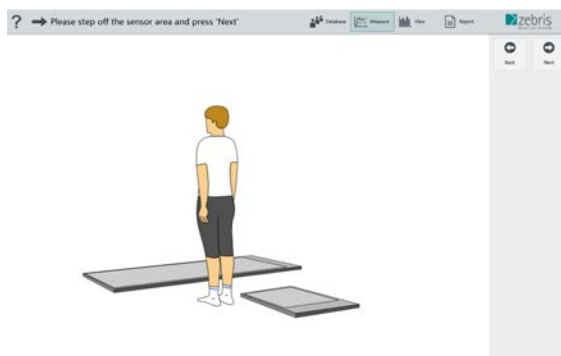 ? Please step off the sensor area and press 'Next'
Database
Measure
View
Report
zebris
Back
Next